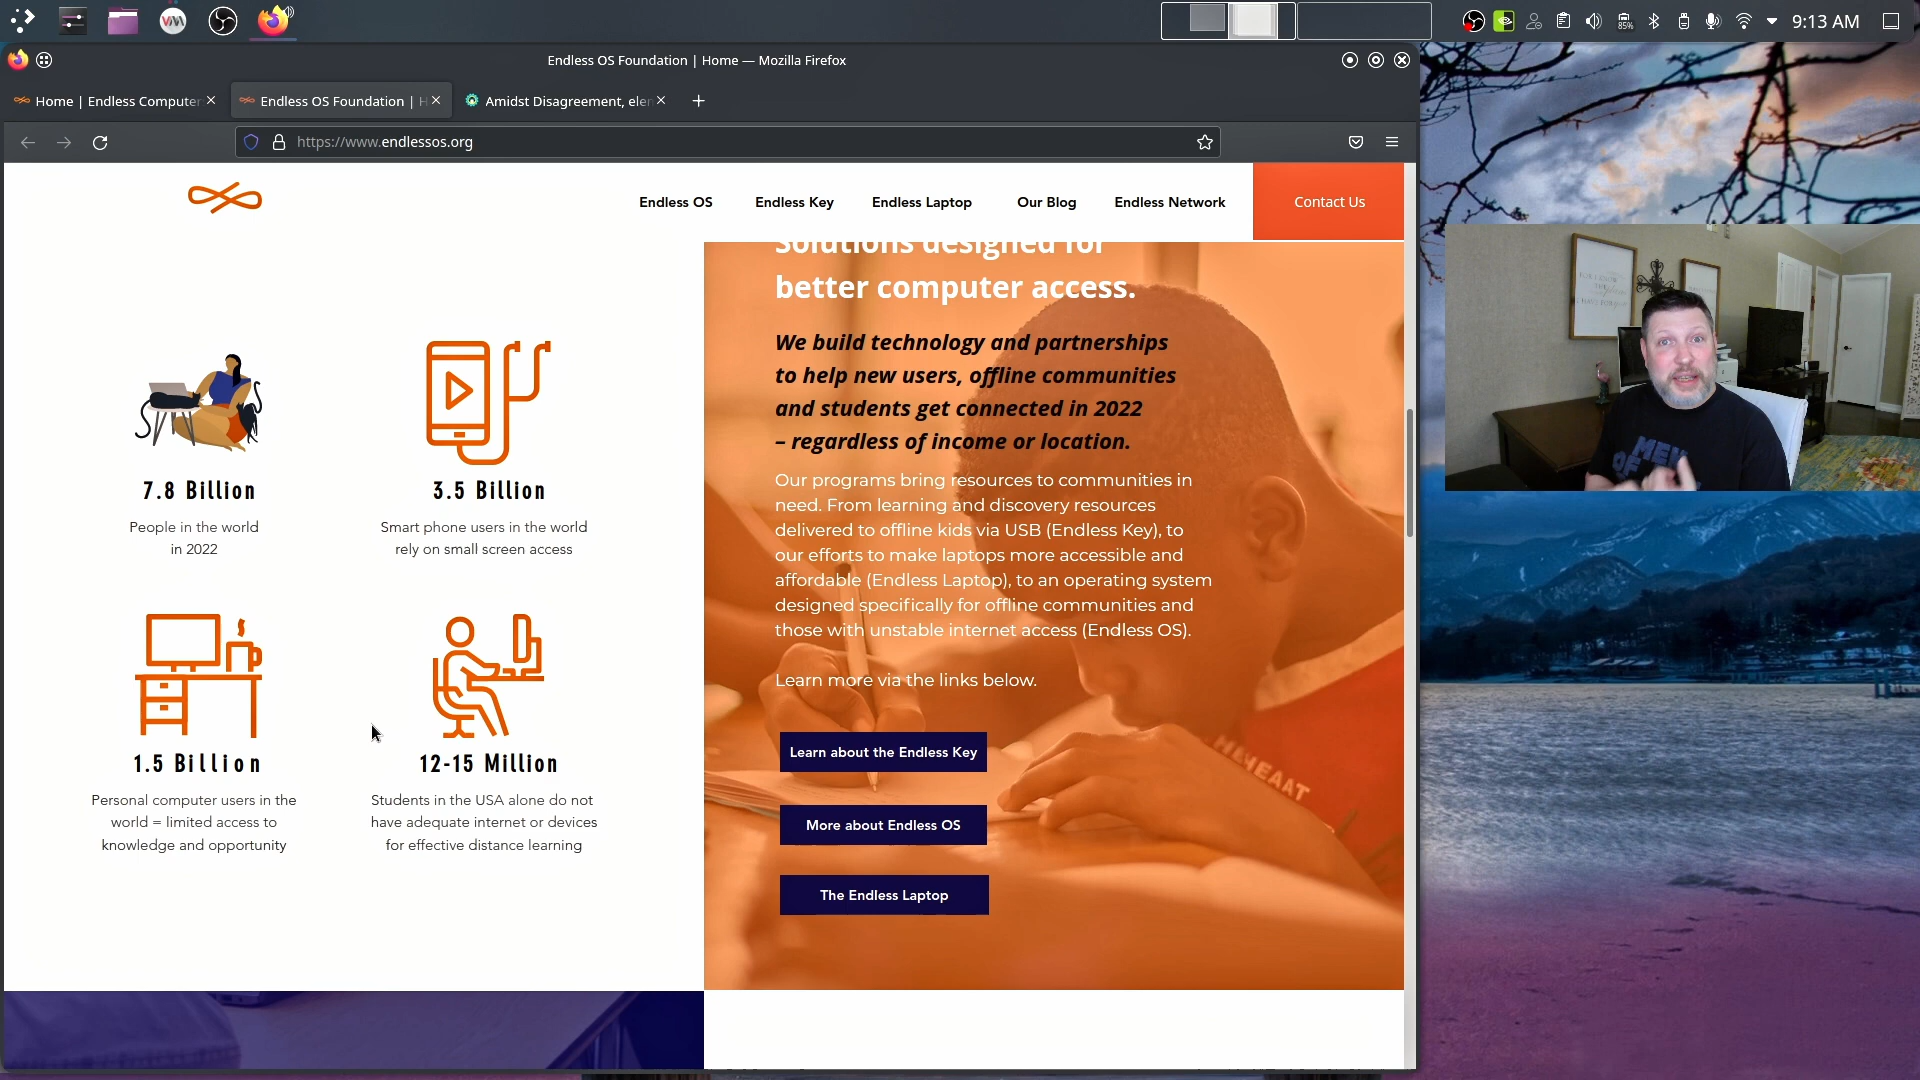 9:13 AM
85%
Endless OS Foundation | Home — Mozilla Firefox
Home | Endless Computer
Endless OS Foundation | H
Amidst Disagreement, eler
https://www.endlessos.org
Endless OS
Endless Key
Endless Laptop
Our Blog
Endless Network
Contact Us
7.8 Billion
People in the world
in 2022
3.5 Billion
Smart phone users in the world
rely on small screen access
1.5 Billion
Personal computer users in the
world = limited access to
knowledge and opportunity
12-15 Million
Students in the USA alone do not
have adequate internet or devices
for effective distance learning
Solutions designed for
better computer access.
We build technology and partnerships
to help new users, offline communities
and students get connected in 2022
– regardless of income or location.
Our programs bring resources to communities in
need. From learning and discovery resources
delivered to offline kids via USB (Endless Key), to
our efforts to make laptops more accessible and
affordable (Endless Laptop), to an operating system
designed specifically for offline communities and
those with unstable internet access (Endless OS).
Learn more via the links below.
Learn about the Endless Key
More about Endless OS
The Endless Laptop